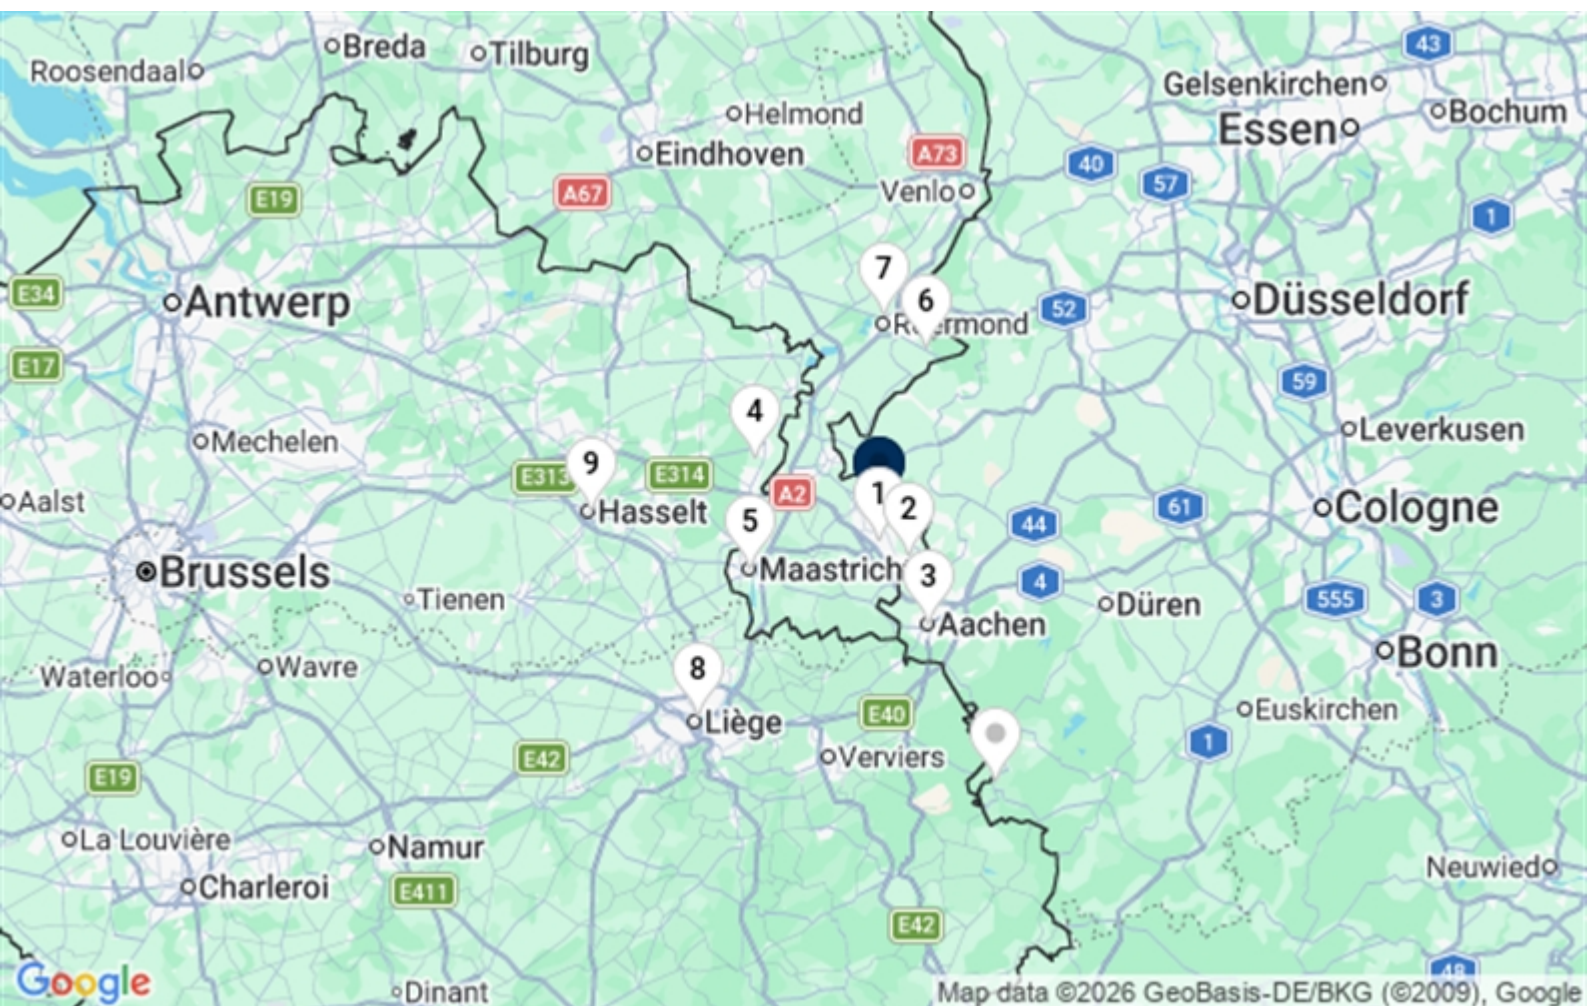 43
Breda
Tilburg
Roosendaal
Gelsenkirchen
Helmond
Bochum
Essen
Eindhoven
A73
40
57
Venlo
A67
E19
1
7
E34
Antwerp
6
52
Düsseldorf
Roermond
E17
59
4
Leverkusen
Mechelen
9
E313
E314
A2
1
2
Aalst
Hasselt
5
44
61
Cologne
Brussels
Maastrich
3
4
Düren
555
3
Tienen
Aachen
Bonn
Waterloo
Wavre
8
E40
Euskirchen
Liège
1
E42
Verviers
E19
La Louvière
Namur
Neuwied
Charleroi
E411
E42
48
Google
Dinant
Map data ©2026 GeoBasis-DE/BKG (©2009), Google